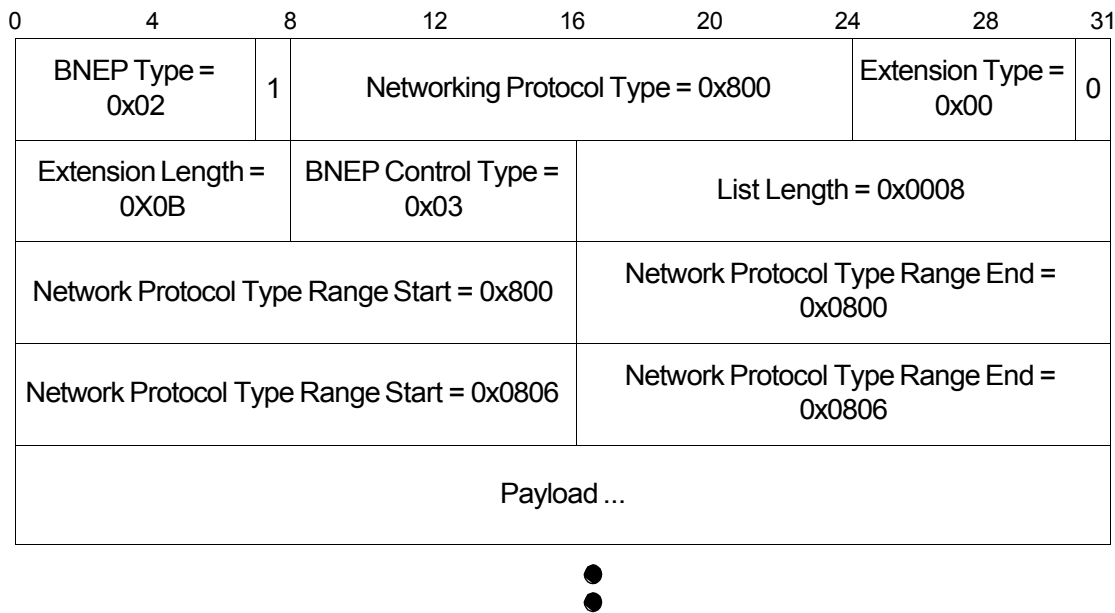 0 4 8 12 16 20 24 28 31
BNEP Type =
0x02
1
Networking Protocol Type = 0x800
Extension Type =
0x00
0
Extension Length =
0X0B
BNEP Control Type =
0x03
List Length = 0x0008
Network Protocol Type Range Start = 0x800
Network Protocol Type Range End =
0x0800
Network Protocol Type Range Start = 0x0806
Network Protocol Type Range End =
0x0806
Payload ...